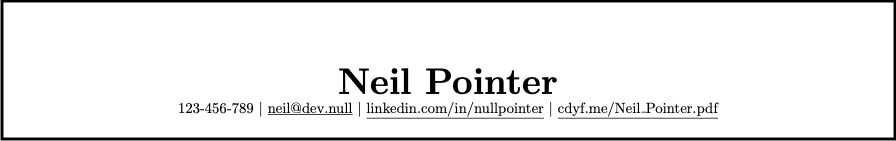 Neil Pointer
123-456-789 | neil@dev.null | linkedin.com/in/nullpointer | cdyf.me/Neil_Pointer.pdf